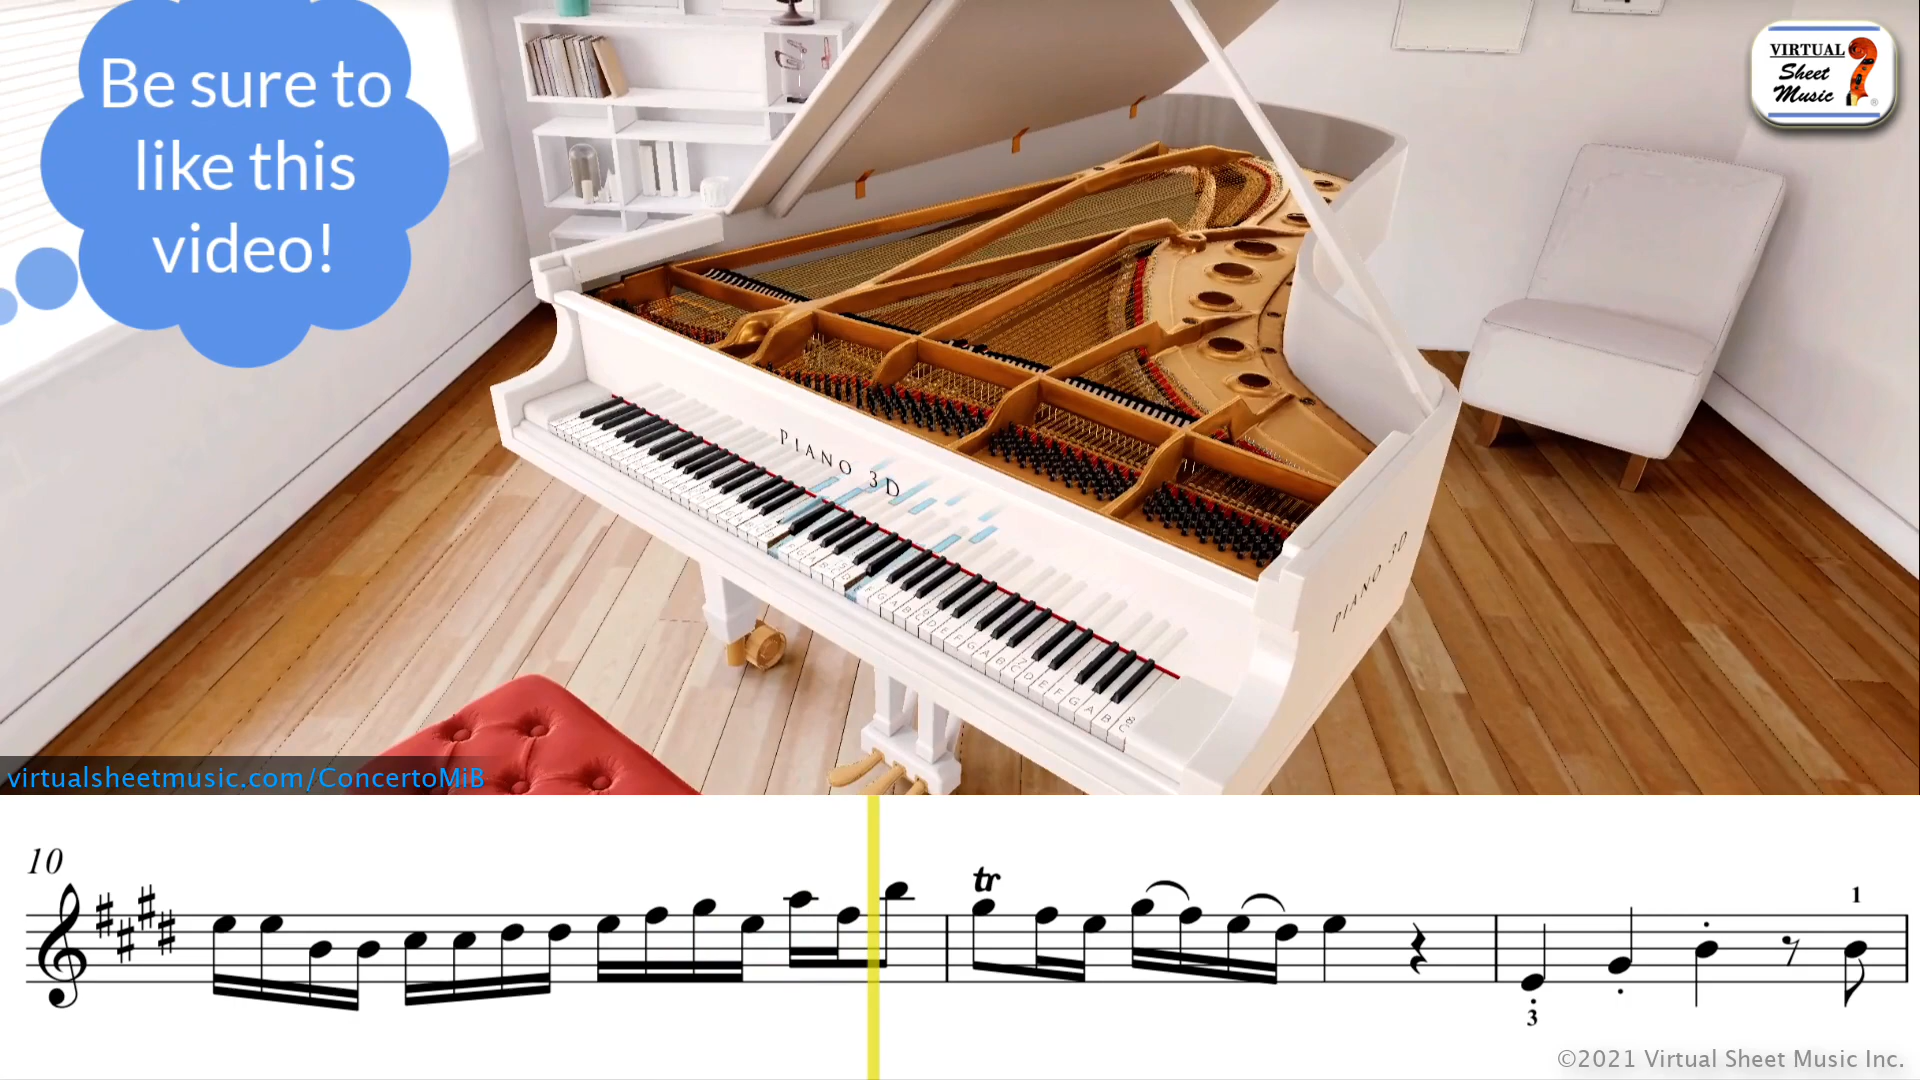 Be sure to
like this
video!
VIRTUAL
Sheet
Music
®
PIANO 3D
PIANO 3D
virtualsheetmusic.com/ConcertoMiB
10
tr
1
3
©2021 Virtual Sheet Music Inc.